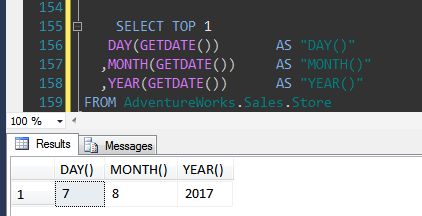 154
155 SELECT TOP 1
156 DAY(GETDATE()) AS "DAY()"
157 ,MONTH(GETDATE()) AS "MONTH()"
158 ,YEAR(GETDATE()) AS "YEAR()"
159 FROM AdventureWorks.Sales.Store
100 %
Results Messages
DAY() MONTH() YEAR()
1 7 8 2017